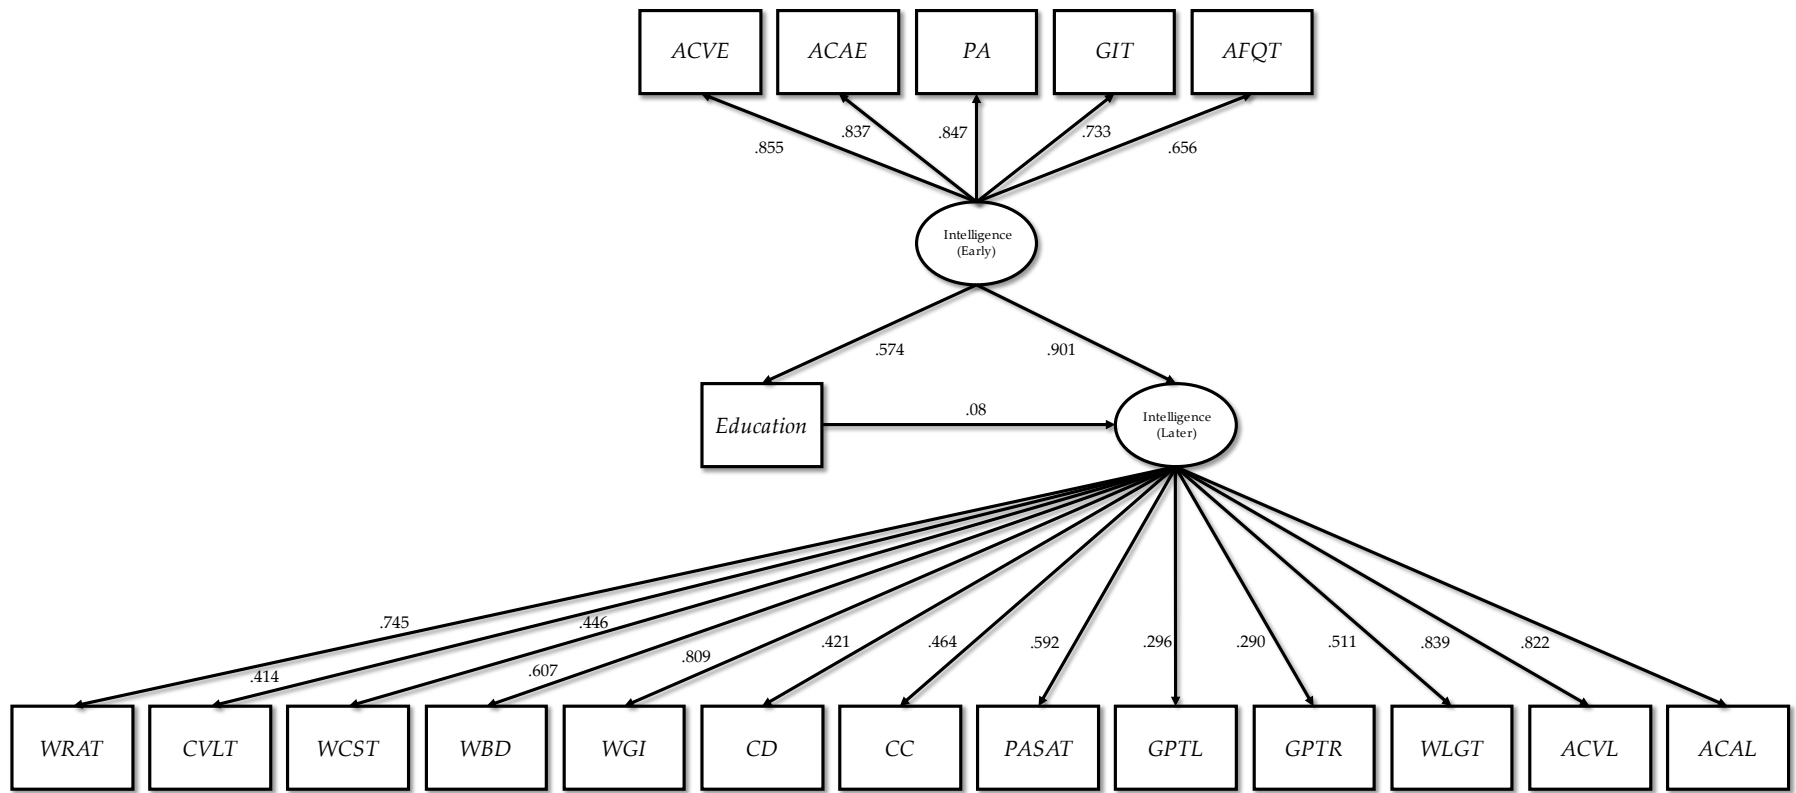 ACVE
ACAE
PA
GIT
AFQT
.855
.837
.847
.733
.656
Intelligence
(Early)
.574
.901
Education
.08
Intelligence
(Later)
.745
.414
.446
.607
.809
.421
.464
.592
.296
.290
.511
.839
.822
WRAT
CVLT
WCST
WBD
WGI
CD
CC
PASAT
GPTL
GPTR
WLGT
ACVL
ACAL